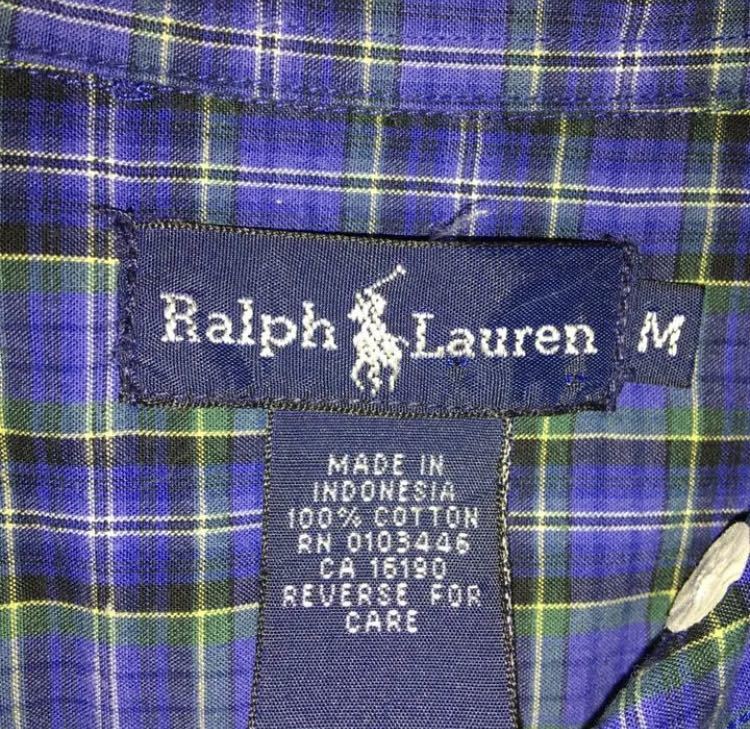 Ralph Lauren M
MADE IN
INDONESIA
100% COTTON
RN 0103446
CA 16190
REVERSE FOR
CARE